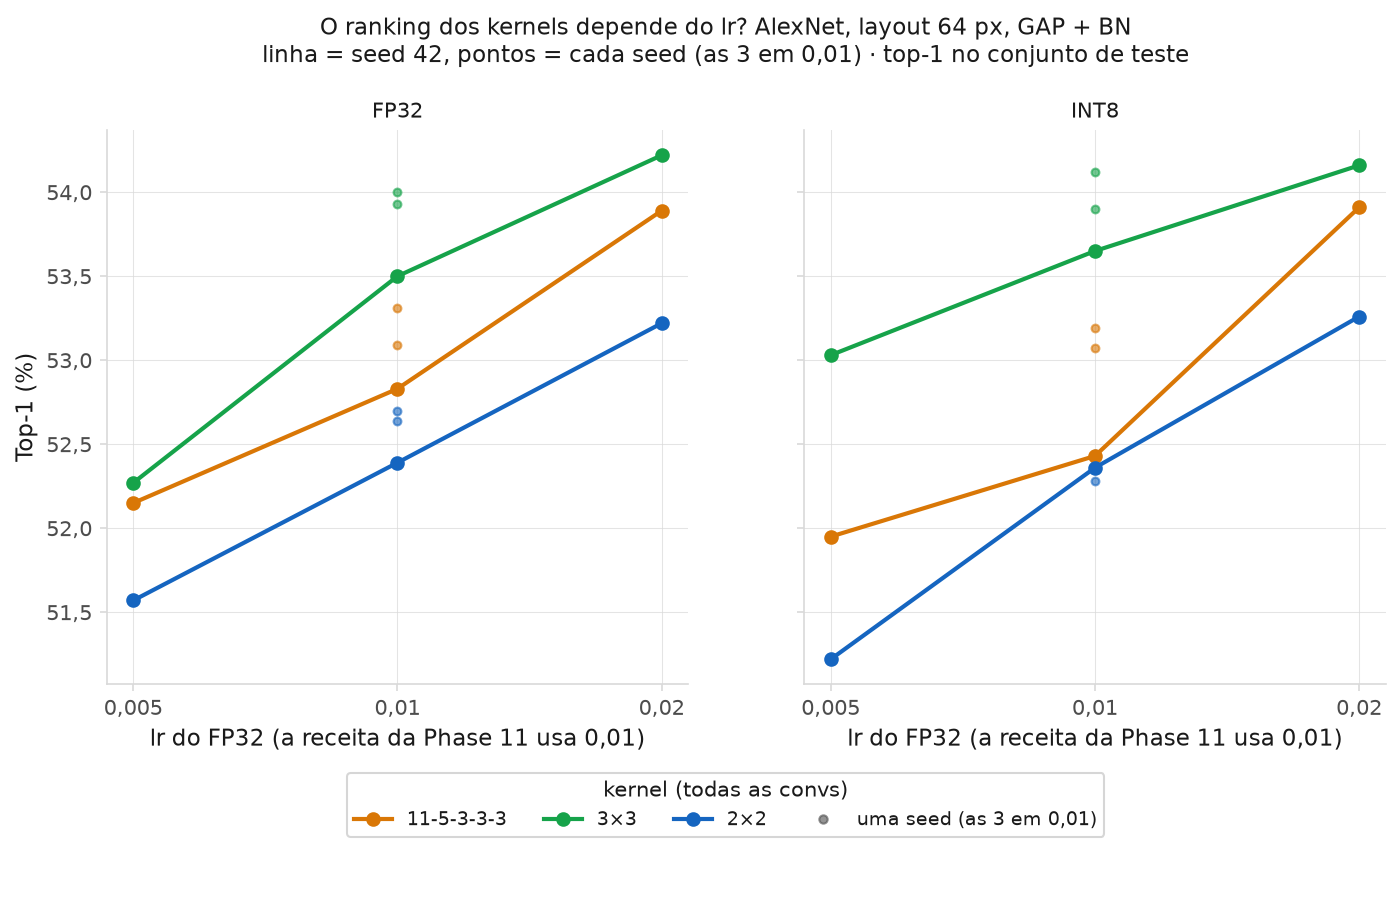 O ranking dos kernels depende do lr? AlexNet, layout 64 px, GAP + BN
linha = seed 42, pontos = cada seed (as 3 em 0,01) · top-1 no conjunto de teste
FP32
INT8
Top-1 (%)
54,0
53,5
53,0
52,5
52,0
51,5
0,005
0,01
0,02
0,005
0,01
0,02
lr do FP32 (a receita da Phase 11 usa 0,01)
lr do FP32 (a receita da Phase 11 usa 0,01)
kernel (todas as convs)
11-5-3-3-3
3×3
2×2
uma seed (as 3 em 0,01)